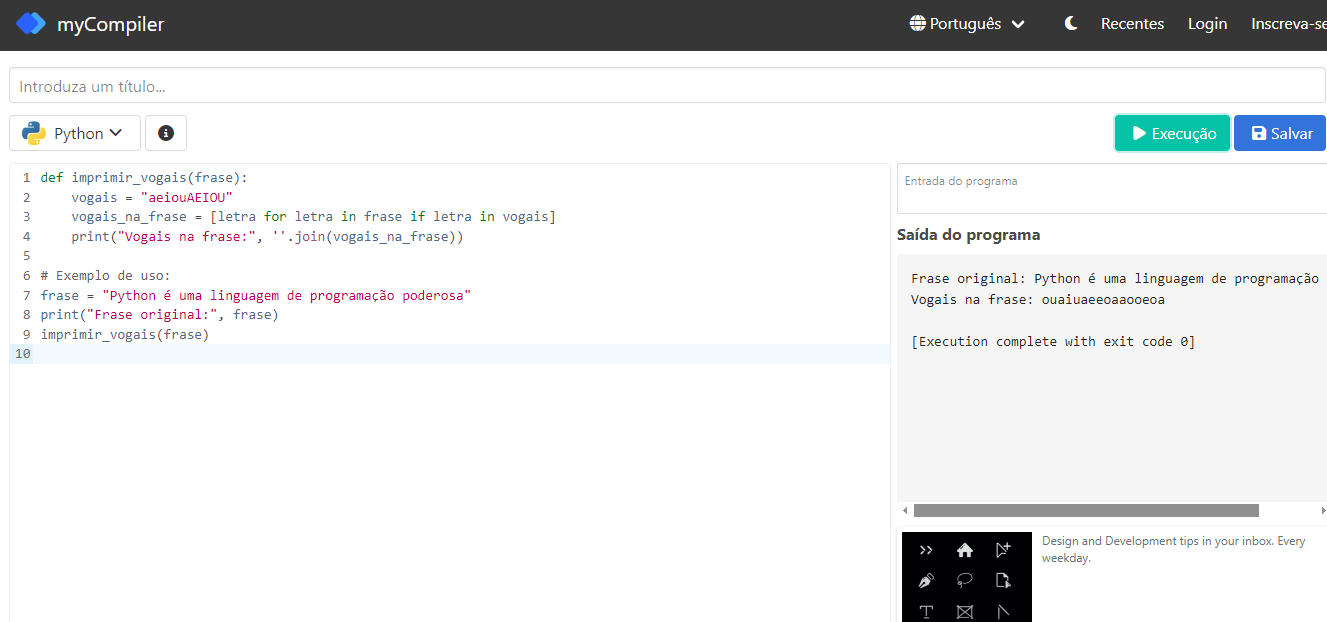 myCompiler
Português
Recentes
Login
Inscreva-se
Introduza um título...
Python
Execução
Salvar
1 def imprimir_vogais(frase):
2     vogais = "aeiouAEIOU"
3     vogais_na_frase = [letra for letra in frase if letra in vogais]
4     print("Vogais na frase:", ''.join(vogais_na_frase))
5
6 # Exemplo de uso:
7 frase = "Python é uma linguagem de programação poderosa"
8 print("Frase original:", frase)
9 imprimir_vogais(frase)
10
Entrada do programa
Saída do programa
Frase original: Python é uma linguagem de programação
Vogais na frase: ouaiuaeeoaaooeoa
[Execution complete with exit code 0]
Design and Development tips in your inbox. Every
weekday.